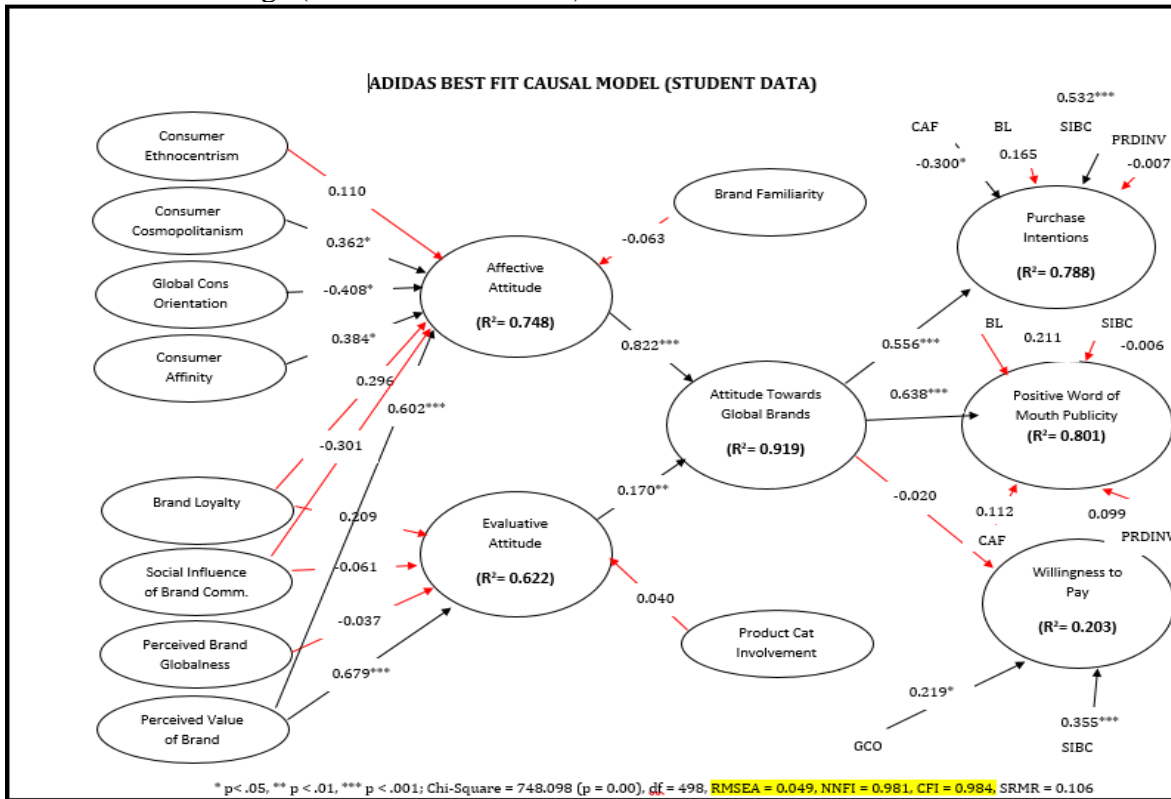 ADIDAS BEST FIT CAUSAL MODEL (STUDENT DATA)
0.532***
CAF
BL
SIBC
PRDINV
-0.300*
0.165
-0.007
Consumer
Ethnocentrism
0.110
Consumer
Cosmopolitanism
0.362*
Global Cons
Orientation
-0.408*
Consumer
Affinity
0.384*
Brand Familiarity
-0.063
Affective
Attitude
(R²= 0.748)
Purchase
Intentions
(R²= 0.788)
0.296
0.602***
-0.301
0.822***
0.556***
BL
0.211
SIBC
-0.006
Attitude Towards
Global Brands
(R²= 0.919)
0.638***
Positive Word of
Mouth Publicity
(R²= 0.801)
Brand Loyalty
0.209
Social Influence
of Brand Comm.
-0.061
Perceived Brand
Globalness
-0.037
Perceived Value
of Brand
0.679***
Evaluative
Attitude
(R²= 0.622)
0.170**
-0.020
0.112
CAF
0.099
PRDINV
0.040
Product Cat
Involvement
Willingness to
Pay
(R²= 0.203)
0.219*
GCO
0.355***
SIBC
* p< .05, ** p < .01, *** p < .001; Chi-Square = 748.098 (p = 0.00), df = 498, RMSEA = 0.049, NNFI = 0.981, CFI = 0.984, SRMR = 0.106